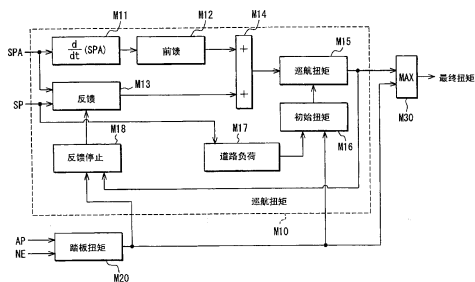 M11
M12
M14
SPA
d/dt (SPA)
前馈
+
+
M15
巡航扭矩
MAX
最终扭矩
M30
M13
反馈
SP
初始扭矩
M16
M18
反馈停止
M17
道路负荷
巡航扭矩
M10
AP
NE
踏板扭矩
M20